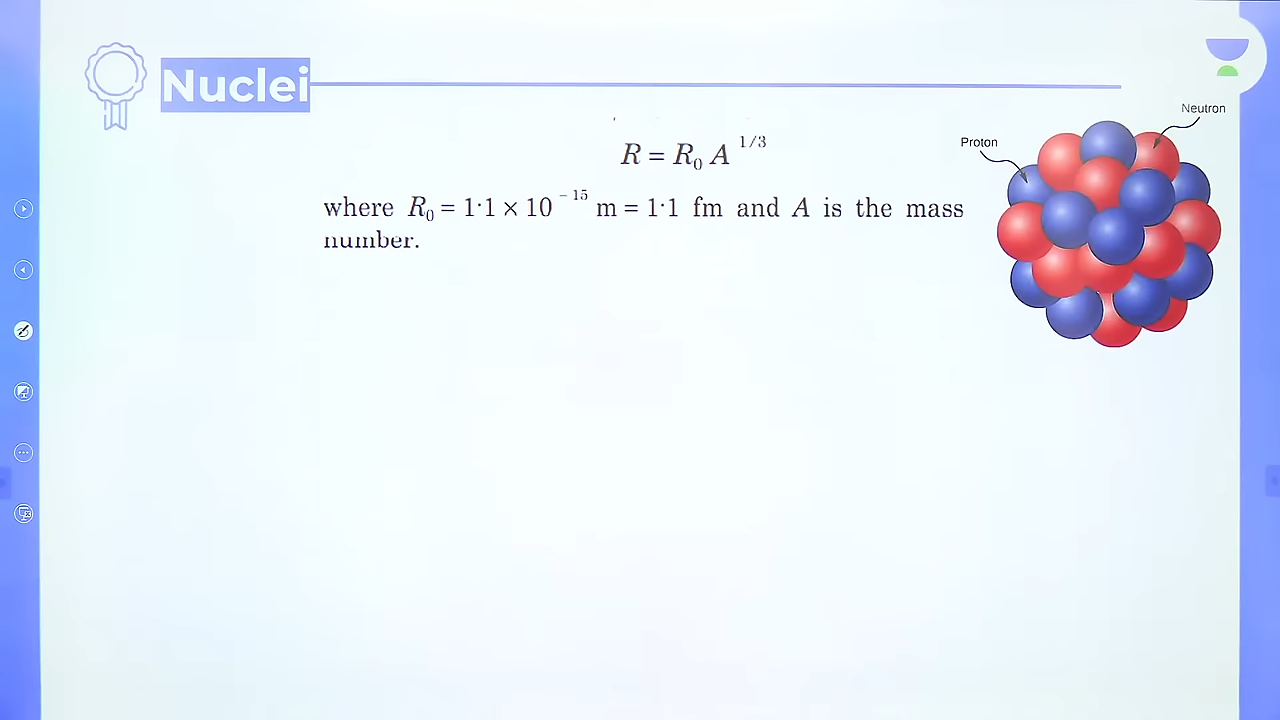 Nuclei
R = R₀ A ^1/3
where R₀ = 1·1 × 10 ^− 15 m = 1·1 fm and A is the mass
number.
Neutron
Proton